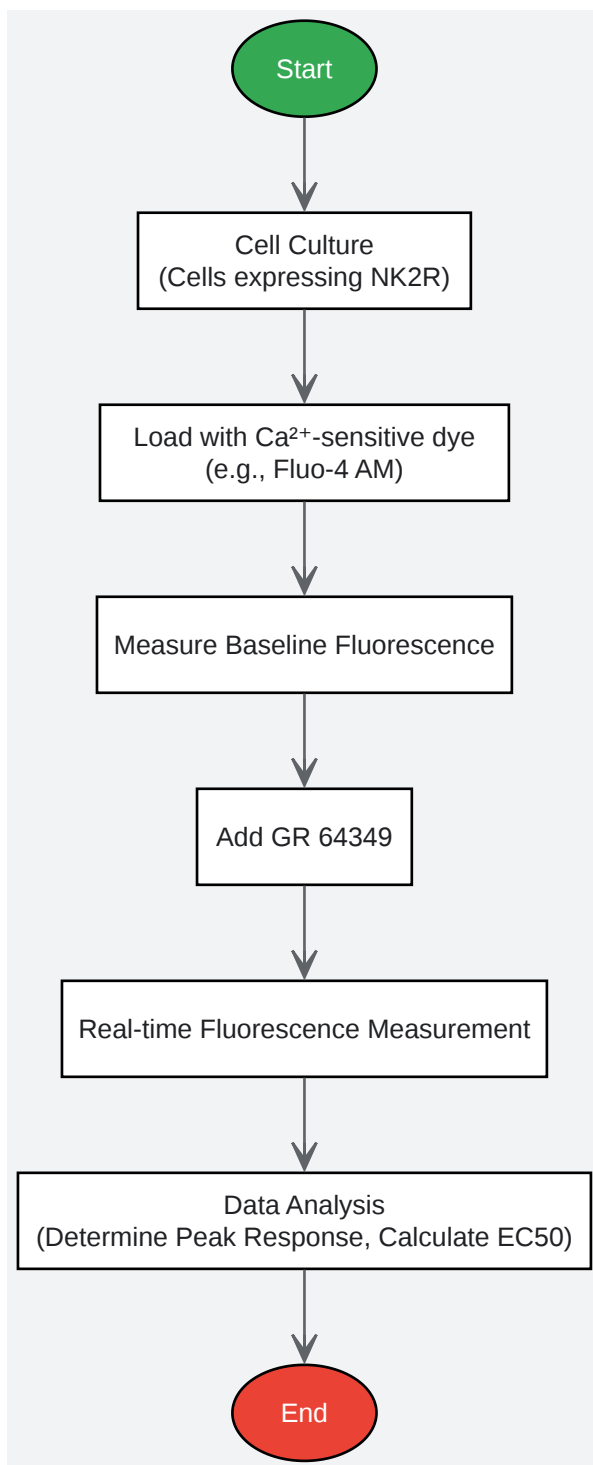 Start
Cell Culture
(Cells expressing NK2R)
Load with Ca²⁺-sensitive dye
(e.g., Fluo-4 AM)
Measure Baseline Fluorescence
Add GR 64349
Real-time Fluorescence Measurement
Data Analysis
(Determine Peak Response, Calculate EC50)
End